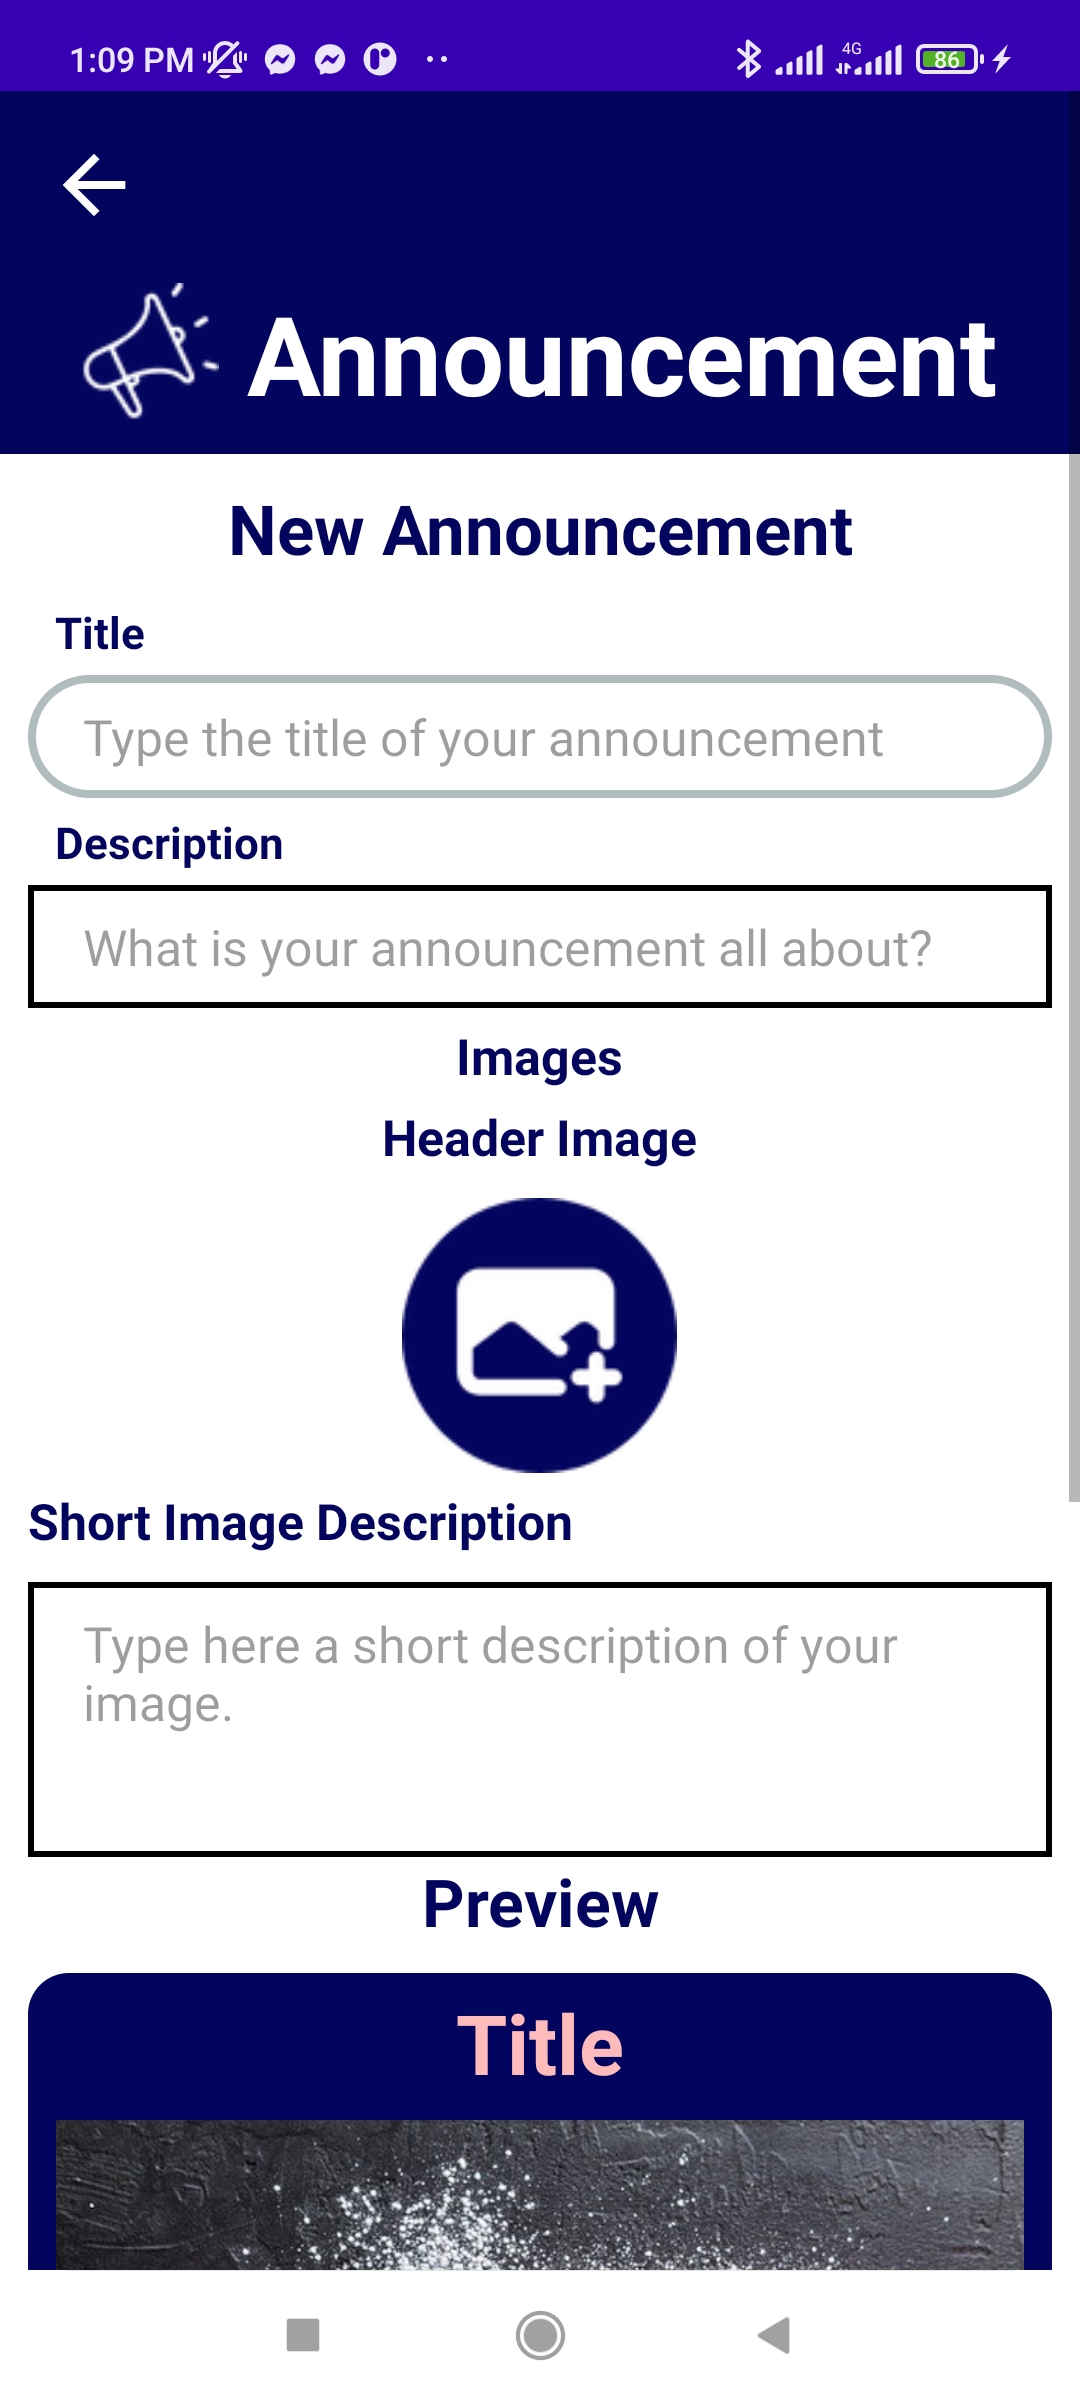 1:09 PM
4G
86
Announcement
New Announcement
Title
Type the title of your announcement
Description
What is your announcement all about?
Images
Header Image
Short Image Description
Type here a short description of your
image.
Preview
Title